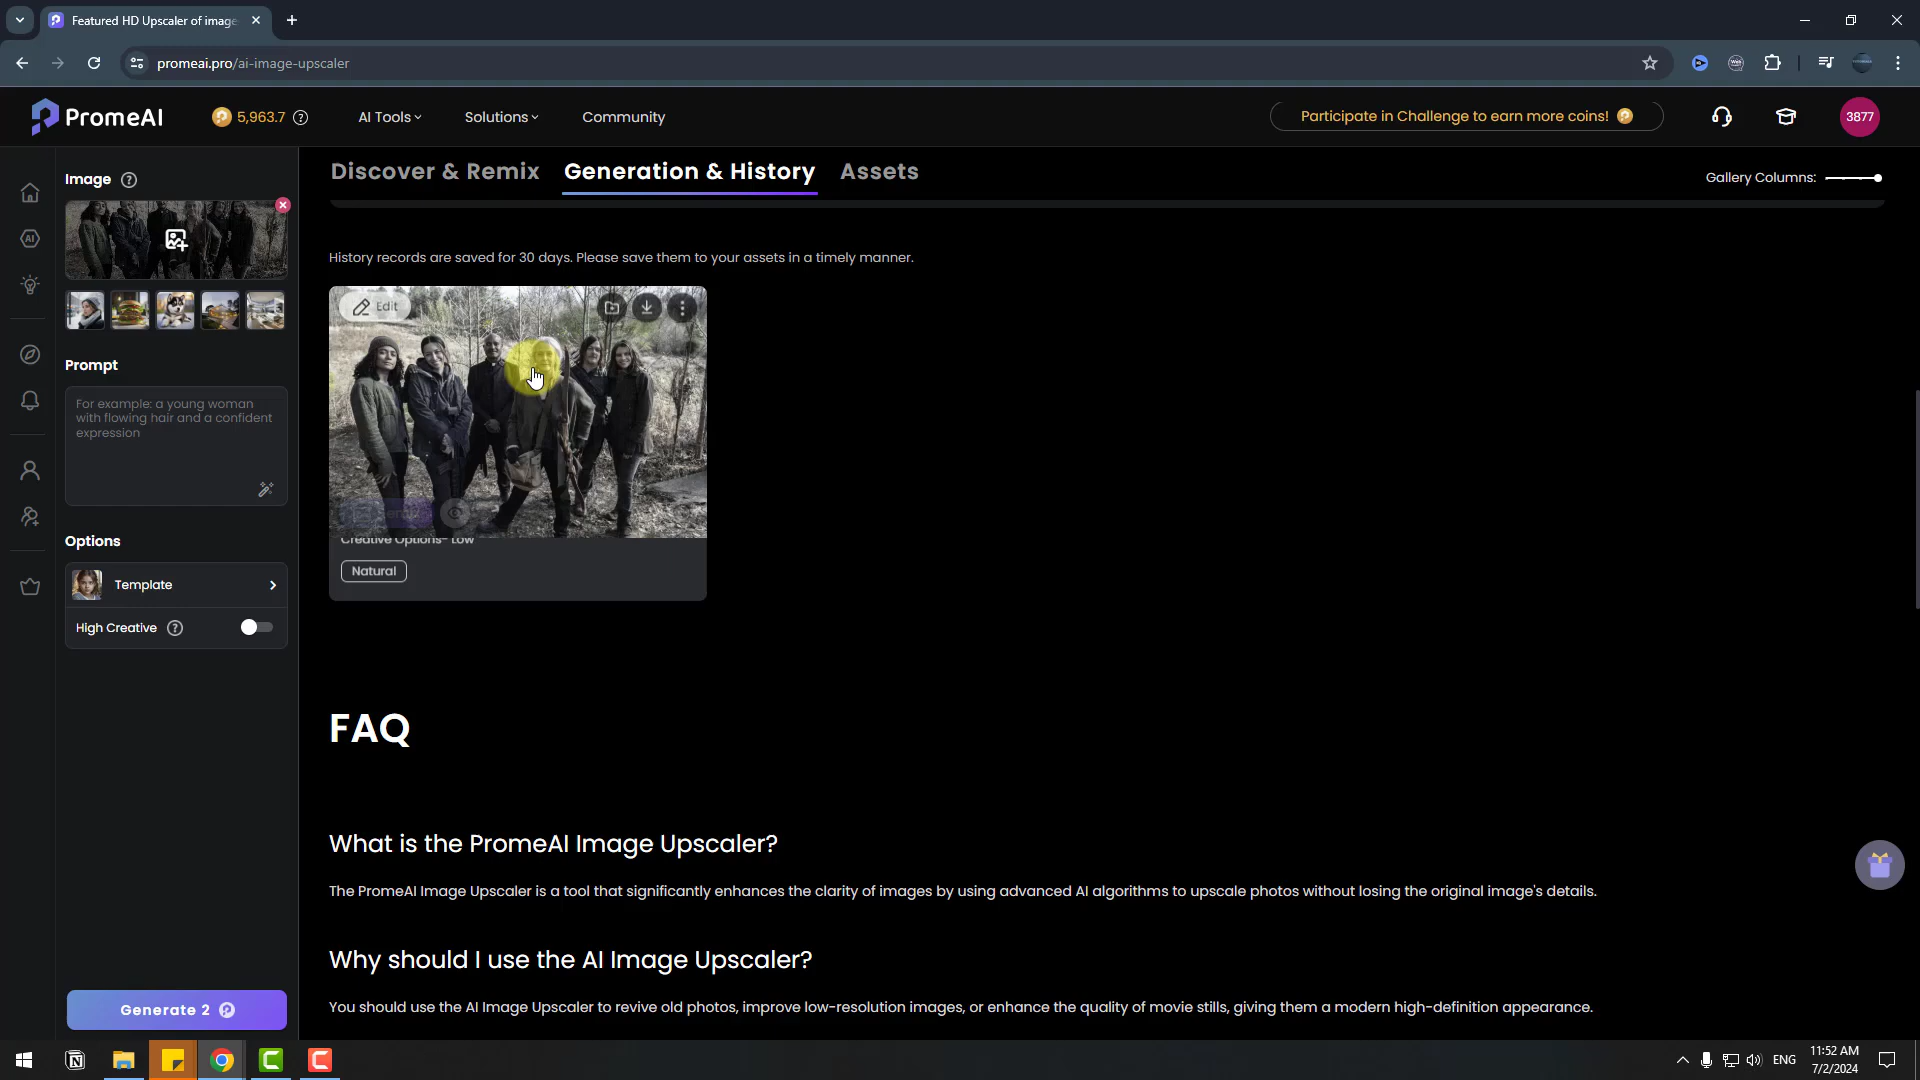 Featured HD Upscaler of image
promeai.pro/ai-image-upscaler
PromeAI
5,963.7
AI Tools
Solutions
Community
Participate in Challenge to earn more coins!
3877
Image
Discover & Remix
Generation & History
Assets
Gallery Columns:
History records are saved for 30 days. Please save them to your assets in a timely manner.
Edit
Prompt
For example: a young woman
with flowing hair and a confident
expression
Creative Options- Low
Natural
Options
Template
High Creative
FAQ
What is the PromeAI Image Upscaler?
The PromeAI Image Upscaler is a tool that significantly enhances the clarity of images by using advanced AI algorithms to upscale photos without losing the original image's details.
Why should I use the AI Image Upscaler?
You should use the AI Image Upscaler to revive old photos, improve low-resolution images, or enhance the quality of movie stills, giving them a modern high-definition appearance.
Generate 2
ENG
11:52 AM
7/2/2024